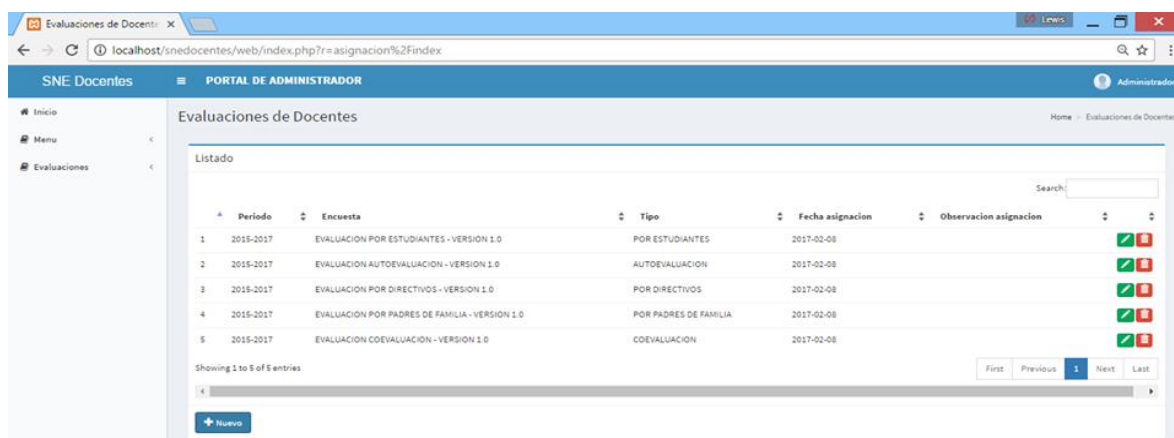 Evaluaciones de Docente
Lewis
localhost/snedocentes/web/index.php?r=asignacion%2Findex
SNE Docentes PORTAL DE ADMINISTRADOR Administrador
Inicio
Menu
Evaluaciones
Evaluaciones de Docentes
Home > Evaluaciones de Docentes
Listado
Search:
Periodo Encuesta Tipo Fecha asignacion Observacion asignacion
1 2015-2017 EVALUACION POR ESTUDIANTES - VERSION 1.0 POR ESTUDIANTES 2017-02-08
2 2015-2017 EVALUACION AUTOEVALUACION - VERSION 1.0 AUTOEVALUACION 2017-02-08
3 2015-2017 EVALUACION POR DIRECTIVOS - VERSION 1.0 POR DIRECTIVOS 2017-02-08
4 2015-2017 EVALUACION POR PADRES DE FAMILIA - VERSION 1.0 POR PADRES DE FAMILIA 2017-02-08
5 2015-2017 EVALUACION COEVALUACION - VERSION 1.0 COEVALUACION 2017-02-08
Showing 1 to 5 of 5 entries
First Previous 1 Next Last
Nuevo